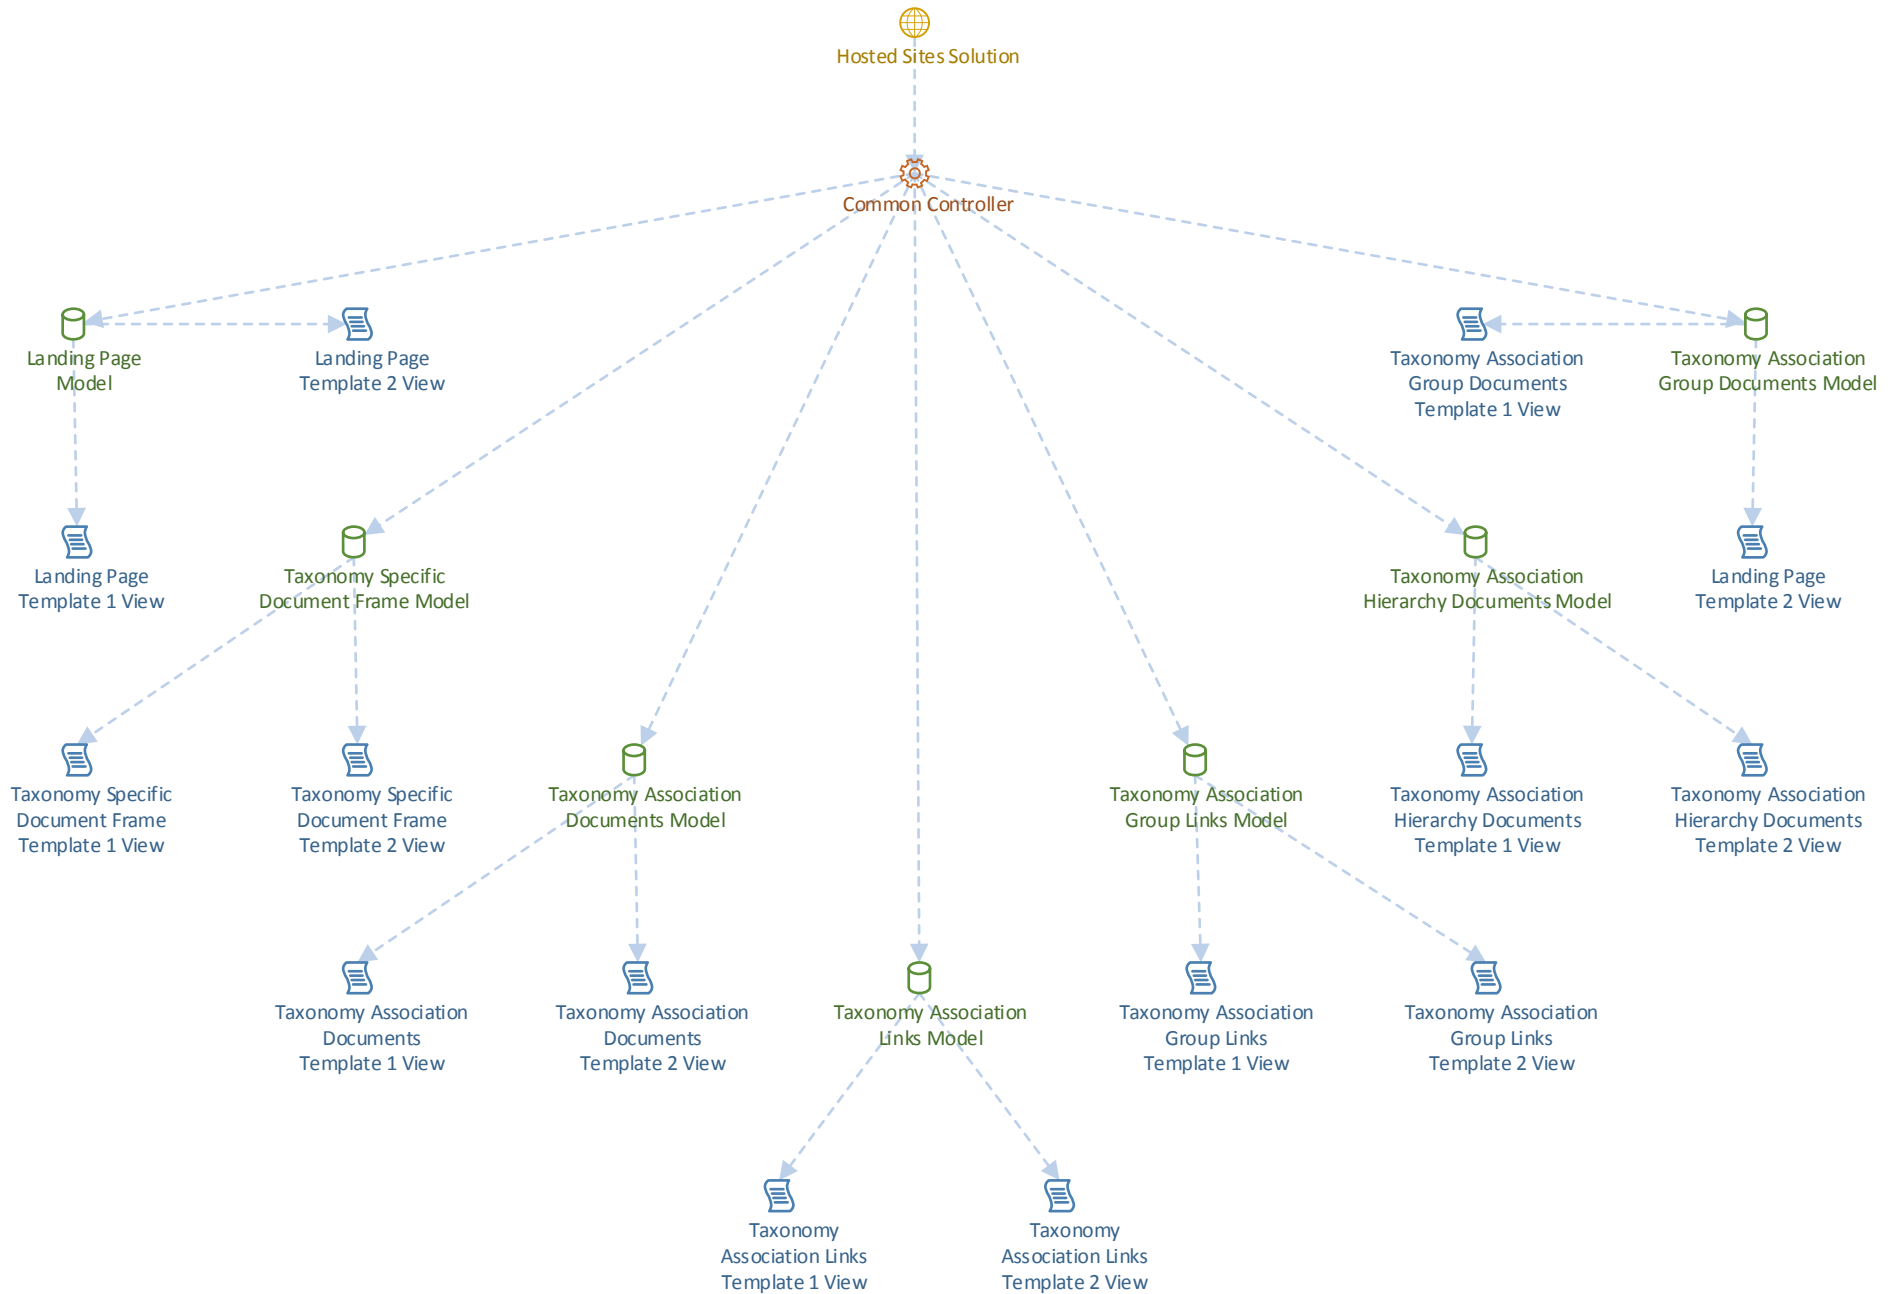 Hosted Sites Solution
Common Controller
Landing Page
Model
Landing Page
Template 2 View
Taxonomy Association
Group Documents
Template 1 View
Taxonomy Association
Group Documents Model
Landing Page
Template 1 View
Taxonomy Specific
Document Frame Model
Taxonomy Association
Hierarchy Documents Model
Landing Page
Template 2 View
Taxonomy Specific
Document Frame
Template 1 View
Taxonomy Specific
Document Frame
Template 2 View
Taxonomy Association
Documents Model
Taxonomy Association
Group Links Model
Taxonomy Association
Hierarchy Documents
Template 1 View
Taxonomy Association
Hierarchy Documents
Template 2 View
Taxonomy Association
Documents
Template 1 View
Taxonomy Association
Documents
Template 2 View
Taxonomy Association
Links Model
Taxonomy Association
Group Links
Template 1 View
Taxonomy Association
Group Links
Template 2 View
Taxonomy
Association Links
Template 1 View
Taxonomy
Association Links
Template 2 View